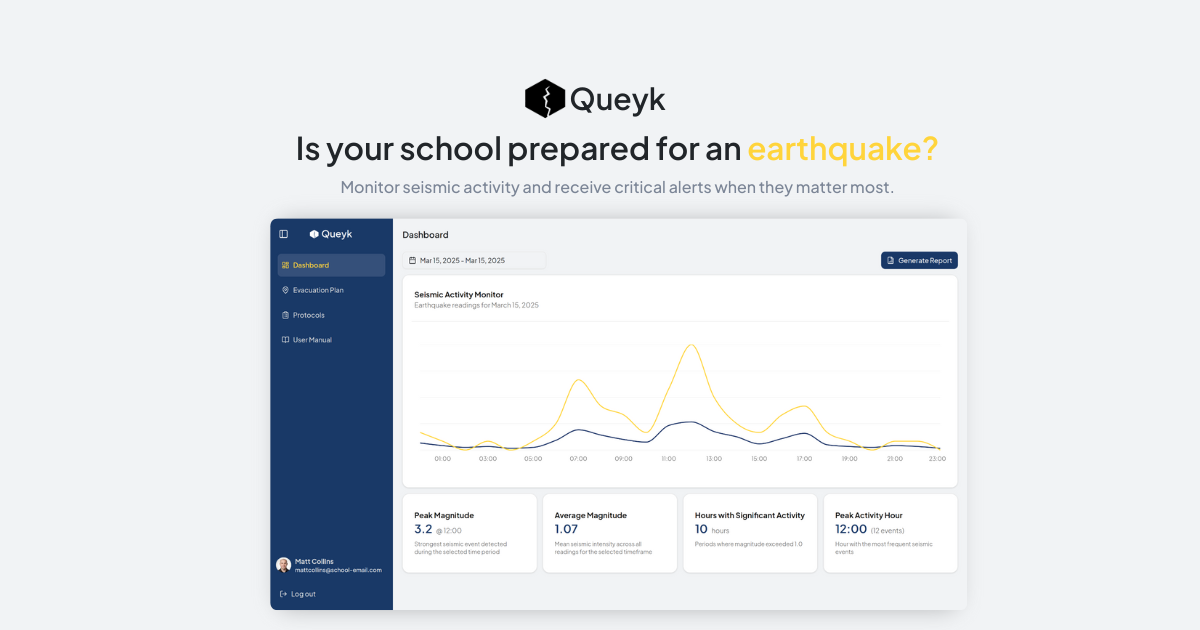 Queyk
Is your school prepared for an earthquake?
Monitor seismic activity and receive critical alerts when they matter most.
Queyk
Dashboard
Evacuation Plan
Protocols
User Manual
Matt Collins
mattcollins@school-email.com
Log out
Dashboard
Mar 15, 2025 - Mar 15, 2025
Generate Report
Seismic Activity Monitor
Earthquake readings for March 15, 2025
01:00 03:00 05:00 07:00 09:00 11:00 13:00 15:00 17:00 19:00 21:00 23:00
Peak Magnitude
3.2 @ 12:00
Strongest seismic event detected
during the selected time period
Average Magnitude
1.07
Mean seismic intensity across all
readings for the selected timeframe
Hours with Significant Activity
10 hours
Periods where magnitude exceeded 1.0
Peak Activity Hour
12:00 (12 events)
Hour with the most frequent seismic
events